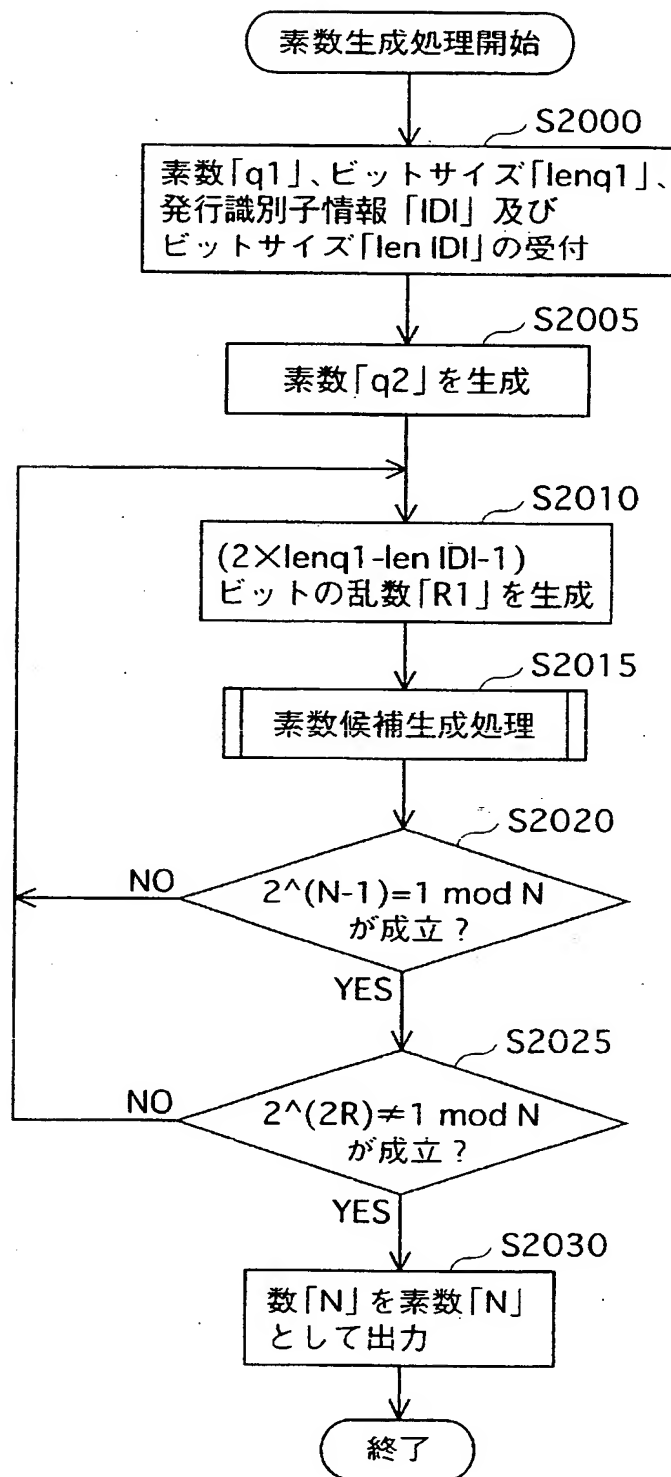 素数生成処理開始
S2000
素数「q1」、ビットサイズ「lenq1」、
発行識別子情報「IDI」及び
ビットサイズ「len IDI」の受付
S2005
素数「q2」を生成
S2010
(2×lenq1-len IDI-1)
ビットの乱数「R1」を生成
S2015
素数候補生成処理
S2020
2^(N-1)=1 mod N
が成立?
NO
YES
S2025
2^(2R)≠1 mod N
が成立?
NO
YES
S2030
数「N」を素数「N」
として出力
終了